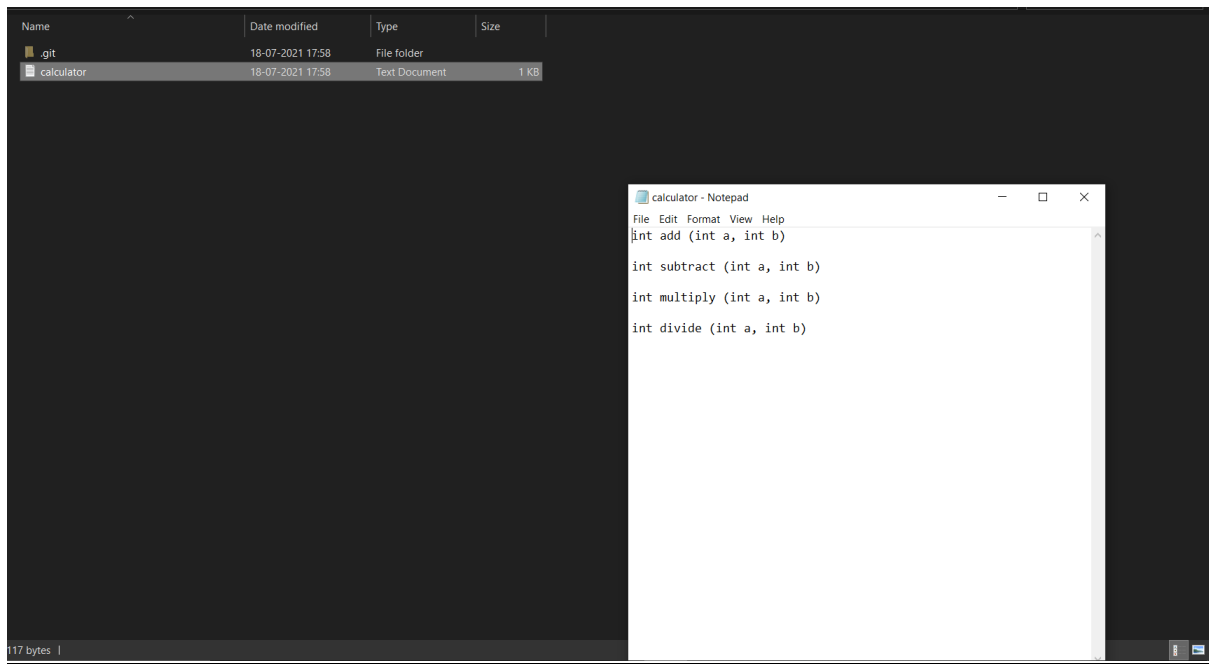 Name Date modified Type Size
.git 18-07-2021 17:58 File folder
calculator 18-07-2021 17:58 Text Document 1 KB
calculator - Notepad
File Edit Format View Help
int add (int a, int b)
int subtract (int a, int b)
int multiply (int a, int b)
int divide (int a, int b)
117 bytes